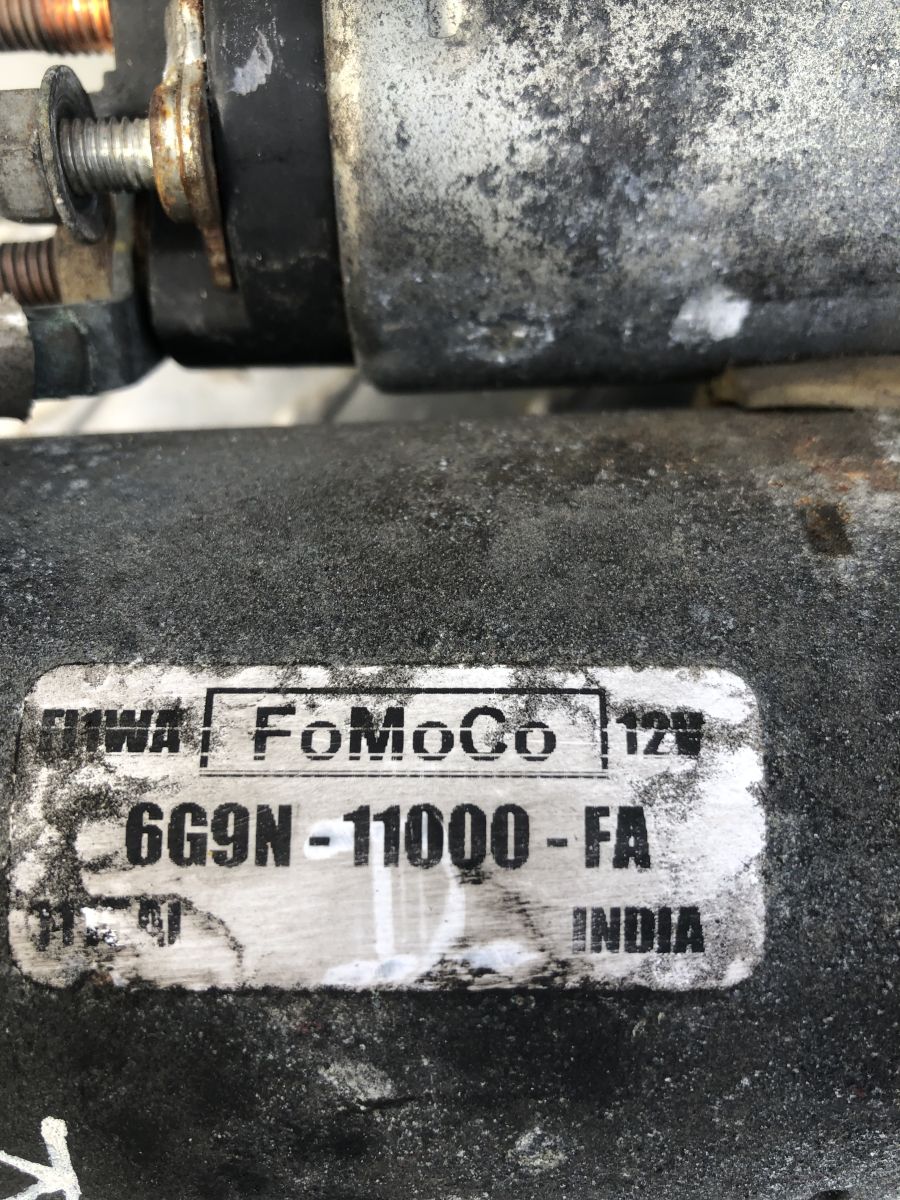 FoMoCo 12V
6G9N-11000-FA
INDIA